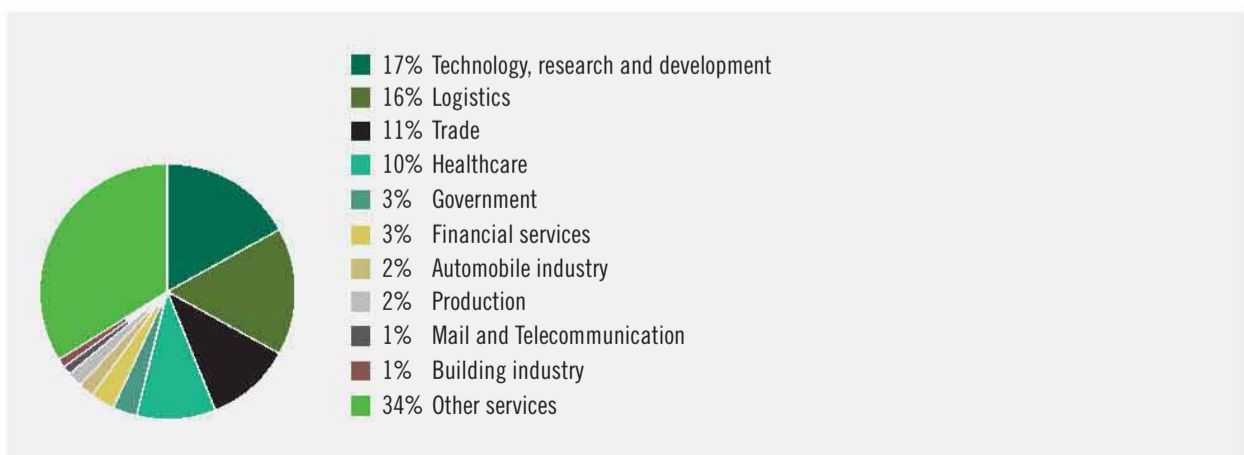 17% Technology, research and development
16% Logistics
11% Trade
10% Healthcare
3% Government
3% Financial services
2% Automobile industry
2% Production
1% Mail and Telecommunication
1% Building industry
34% Other services